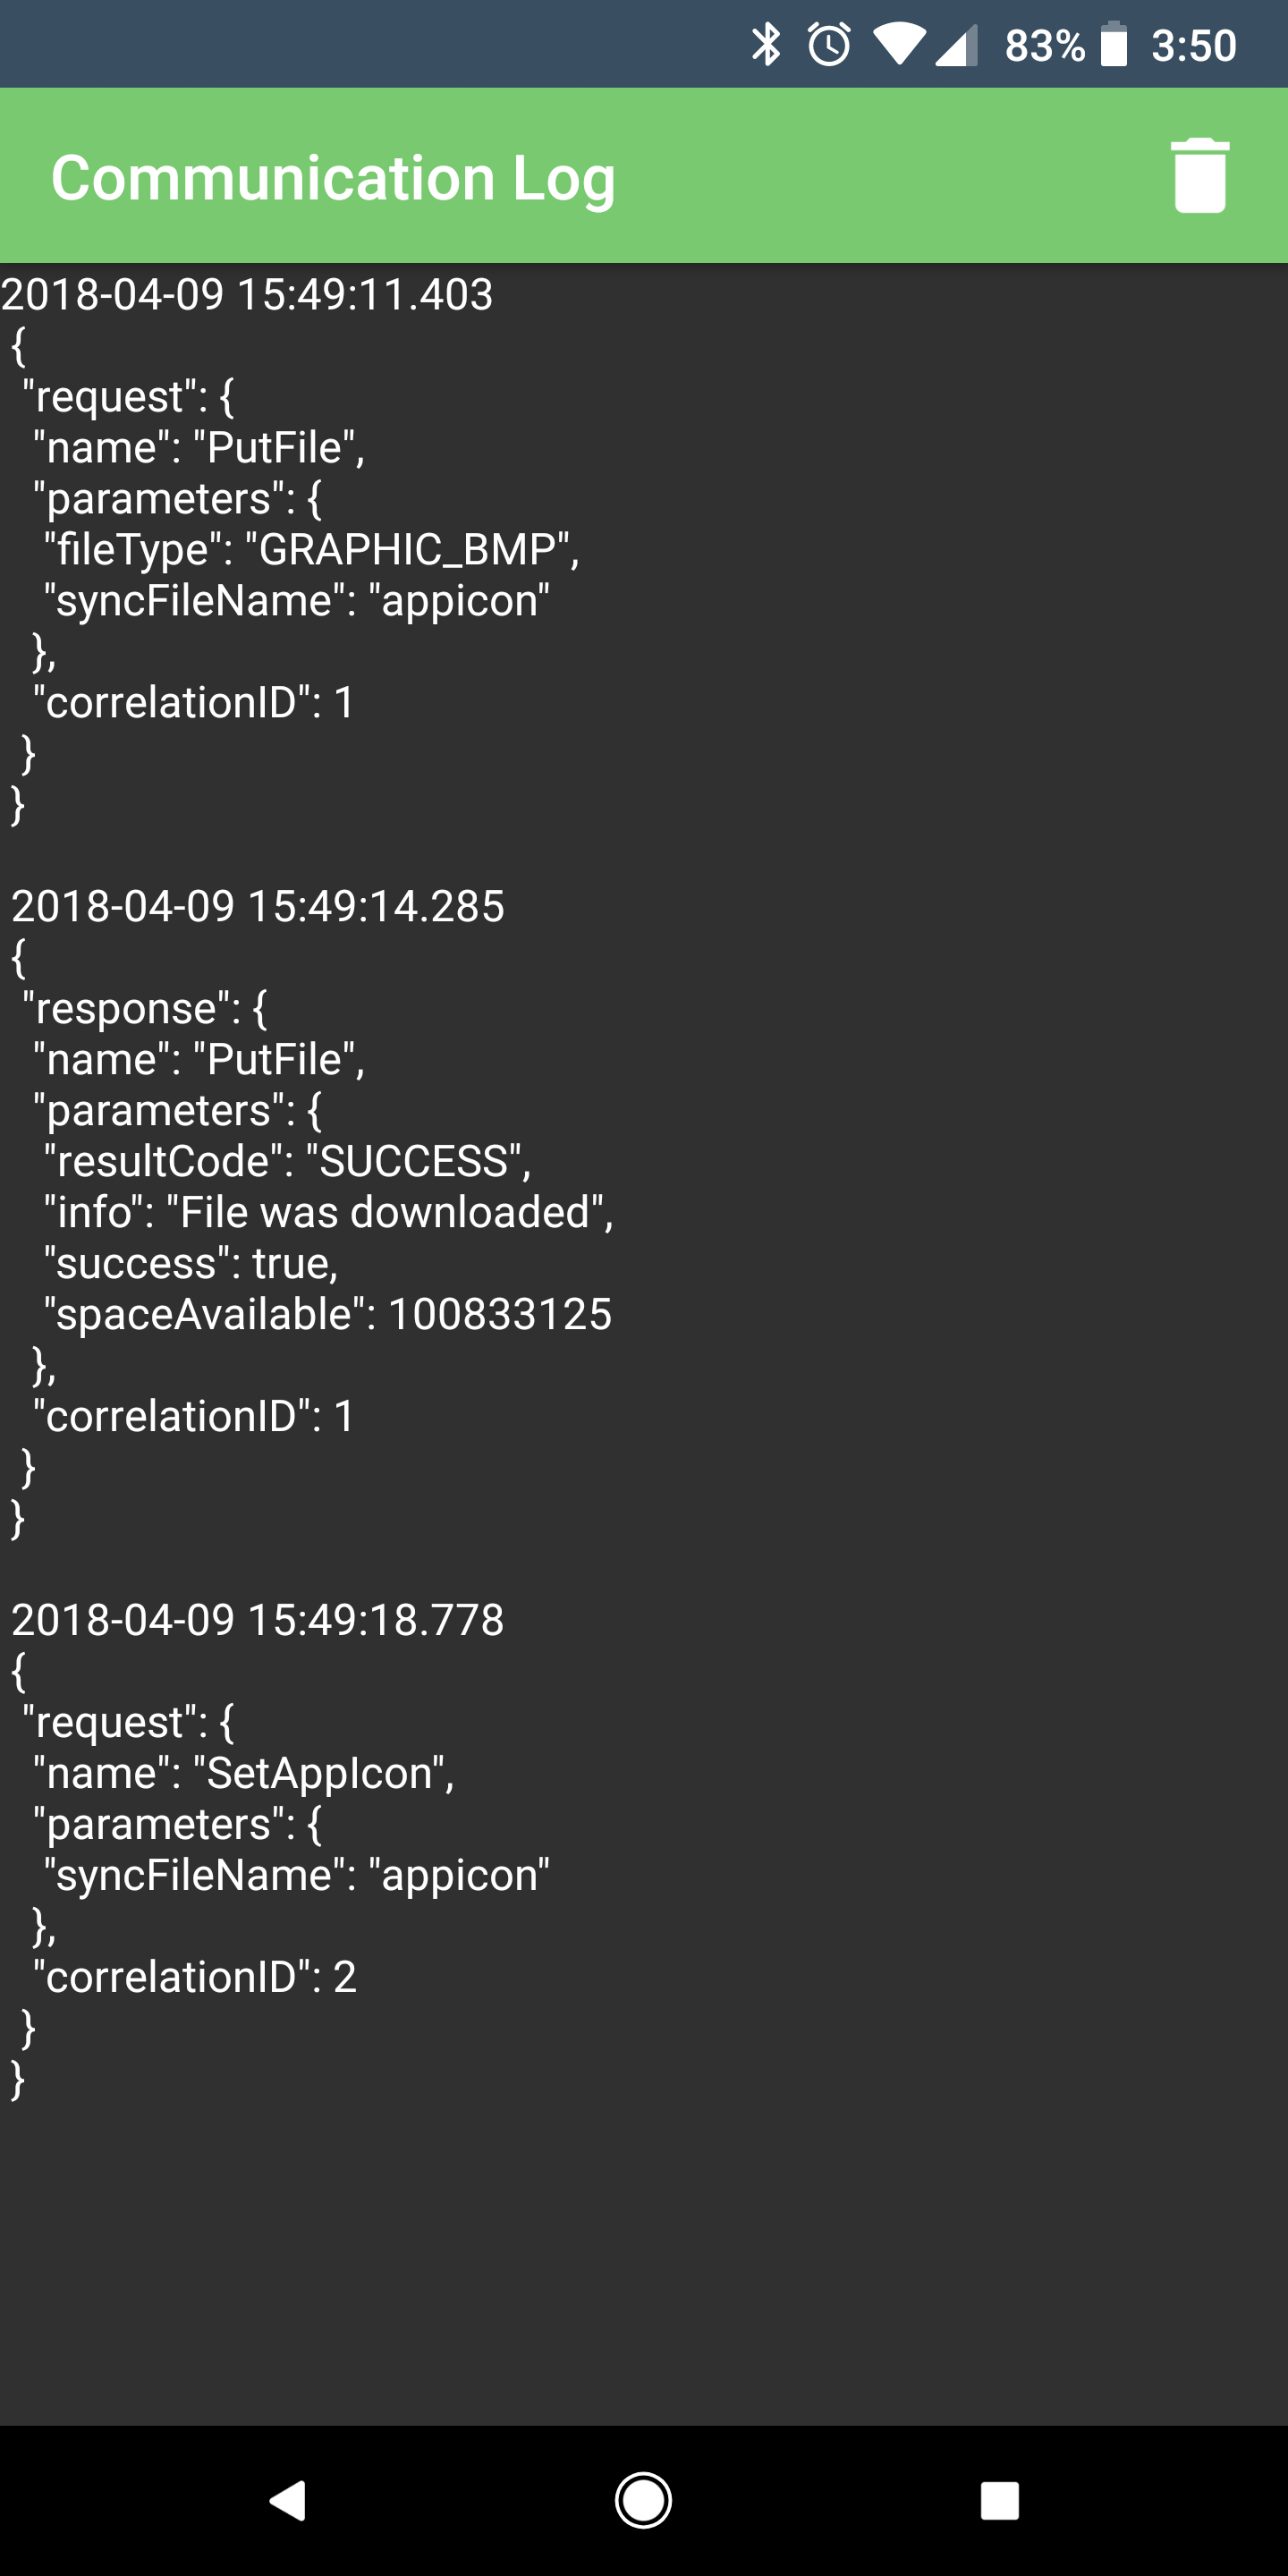 83% 3:50
Communication Log
2018-04-09 15:49:11.403
{
"request": {
"name": "PutFile",
"parameters": {
"fileType": "GRAPHIC_BMP",
"syncFileName": "appicon"
},
"correlationID": 1
}
}
2018-04-09 15:49:14.285
{
"response": {
"name": "PutFile",
"parameters": {
"resultCode": "SUCCESS",
"info": "File was downloaded",
"success": true,
"spaceAvailable": 100833125
},
"correlationID": 1
}
}
2018-04-09 15:49:18.778
{
"request": {
"name": "SetAppIcon",
"parameters": {
"syncFileName": "appicon"
},
"correlationID": 2
}
}